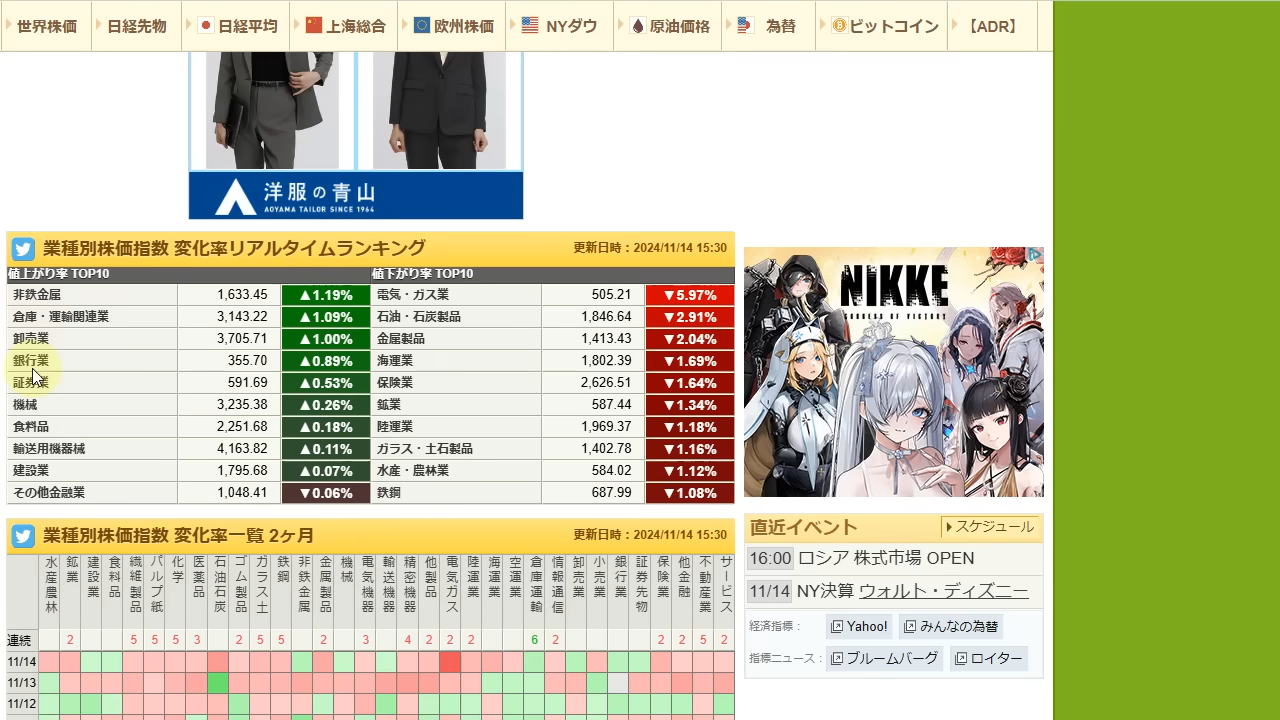 世界株価 日経先物 日経平均 上海総合 欧州株価 NYダウ 原油価格 為替 ビットコイン 【ADR】
洋服の青山
AOYAMA TAILOR SINCE 1964
業種別株価指数 変化率リアルタイムランキング 更新日時：2024/11/14 15:30
値上がり率 TOP10 値下がり率 TOP10
非鉄金属 1,633.45 ▲1.19% 電気・ガス業 505.21 ▼5.97%
倉庫・運輸関連業 3,143.22 ▲1.09% 石油・石炭製品 1,846.64 ▼2.91%
卸売業 3,705.71 ▲1.00% 金属製品 1,413.43 ▼2.04%
銀行業 355.70 ▲0.89% 海運業 1,802.39 ▼1.69%
証券業 591.69 ▲0.53% 保険業 2,626.51 ▼1.64%
機械 3,235.38 ▲0.26% 鉱業 587.44 ▼1.34%
食料品 2,251.68 ▲0.18% 陸運業 1,969.37 ▼1.18%
輸送用機器械 4,163.82 ▲0.11% ガラス・土石製品 1,402.78 ▼1.16%
建設業 1,795.68 ▲0.07% 水産・農林業 584.02 ▼1.12%
その他金融業 1,048.41 ▼0.06% 鉄鋼 687.99 ▼1.08%
業種別株価指数 変化率一覧 2ヶ月 更新日時：2024/11/14 15:30
水産農林 鉱業 建設業 食料品 繊維製品 パルプ紙 化学 医薬品 石油石炭 ゴム製品 ガラス土 鉄鋼 非鉄金属 金属製品 機械 電気機器 輸送機器 精密機器 他製品 電気ガス 陸運業 海運業 空運業 倉庫運輸 情報通信 卸売業 小売業 銀行業 証券先物 保険業 他金融 不動産業 サービス
連続 2 5 5 5 3 2 5 5 2 3 4 2 2 2 6 2 2 2 5 2
11/14
11/13
11/12
NIKKE
GODDESS OF VICTORY
直近イベント スケジュール
16:00 ロシア 株式市場 OPEN
11/14 NY決算 ウォルト・ディズニー
経済指標： Yahoo! みんなの為替
指標ニュース： ブルームバーグ ロイター